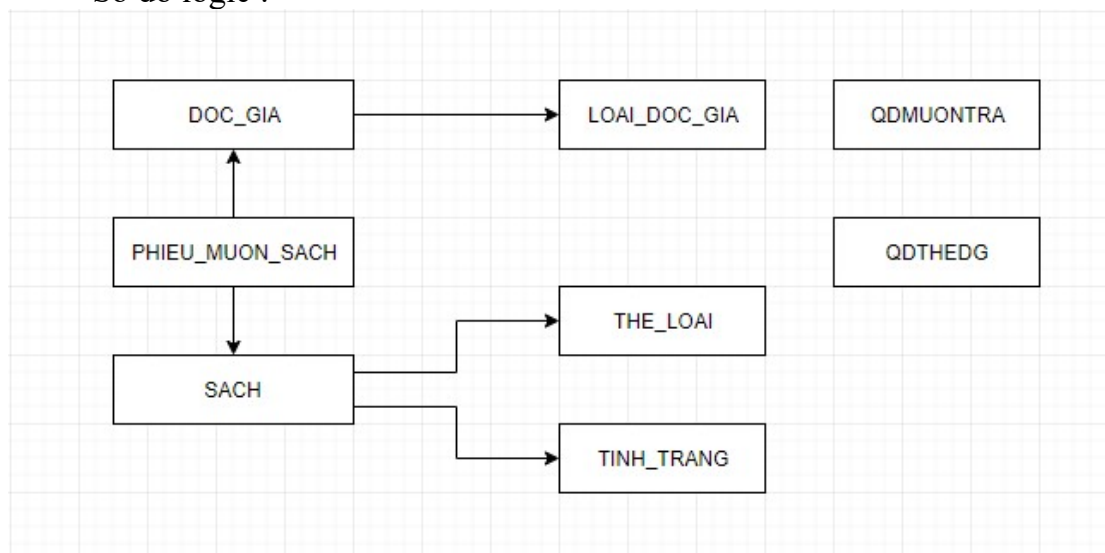 DOC_GIA
LOAI_DOC_GIA
QDMUONTRA
PHIEU_MUON_SACH
QDTHEDG
THE_LOAI
SACH
TINH_TRANG